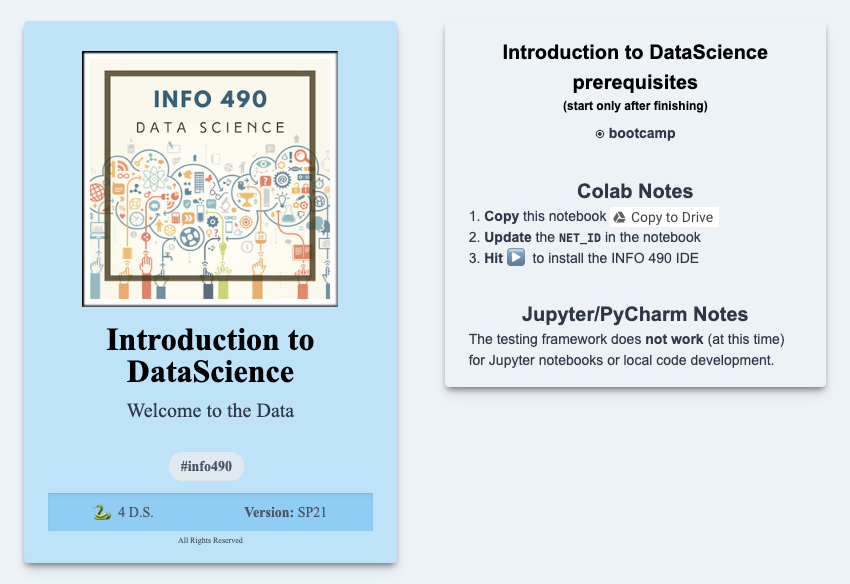 INFO 490
DATA SCIENCE
Introduction to
DataScience
Welcome to the Data
#info490
🐍 4 D.S.
Version: SP21
All Rights Reserved
Introduction to DataScience
prerequisites
(start only after finishing)
⦿ bootcamp
Colab Notes
1. Copy this notebook Copy to Drive
2. Update the NET_ID in the notebook
3. Hit ▶️ to install the INFO 490 IDE
Jupyter/PyCharm Notes
The testing framework does not work (at this time)
for Jupyter notebooks or local code development.